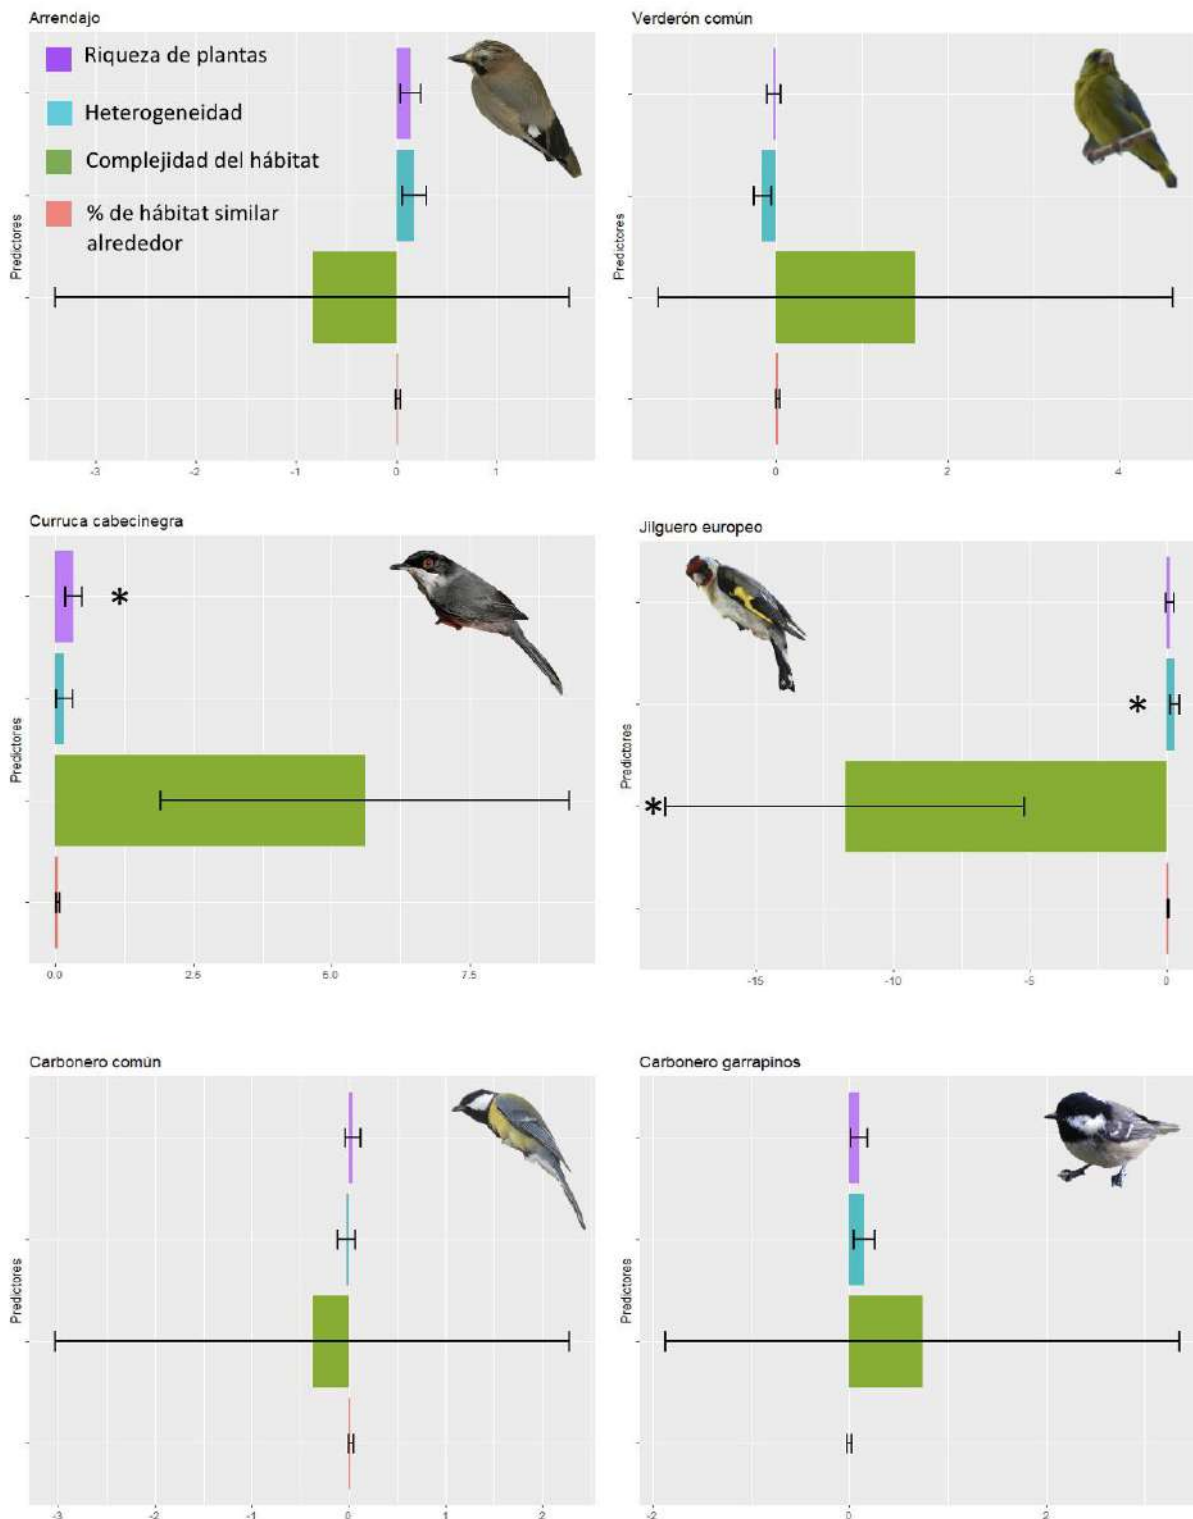 Arrendajo
Riqueza de plantas
Heterogeneidad
Complejidad del hábitat
% de hábitat similar
alrededor
Predictores
-3 -2 -1 0 1
Verderón común
Predictores
0 2 4
Curruca cabecinegra
*
Predictores
0.0 2.5 5.0 7.5
Jilguero europeo
*
*
Predictores
-15 -10 -5 0
Carbonero común
Predictores
-3 -2 -1 0 1 2
Carbonero garrapinos
Predictores
-2 0 2